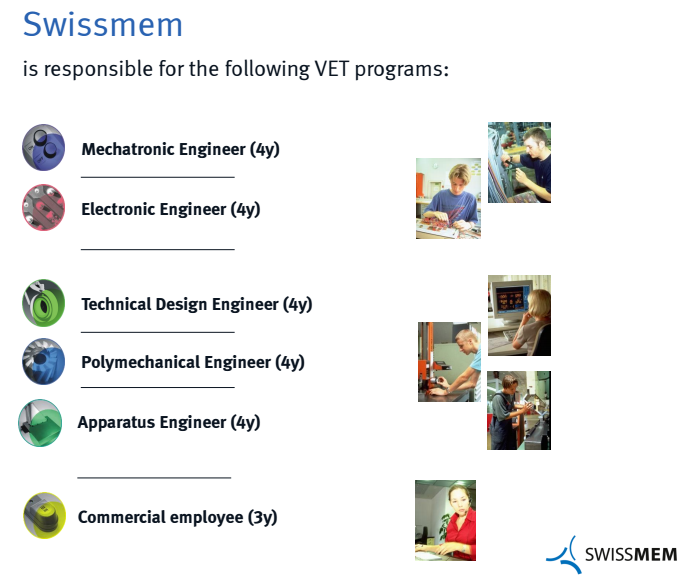 Swissmem
is responsible for the following VET programs:
Mechatronic Engineer (4y)
Electronic Engineer (4y)
Technical Design Engineer (4y)
Polymechanical Engineer (4y)
Apparatus Engineer (4y)
Commercial employee (3y)
SWISSMEM